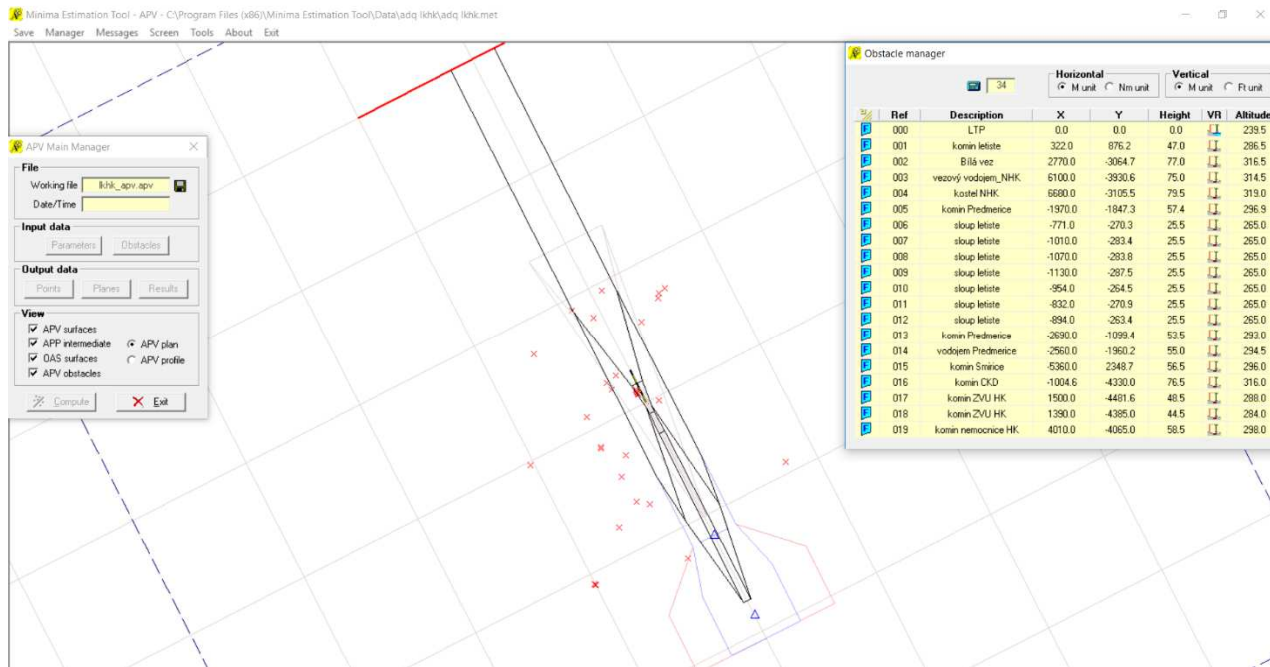 Minima Estimation Tool - APV - C:\Program Files (x86)\Minima Estimation Tool\Data\adq lkhk\adq lkhk.met
Save Manager Messages Screen Tools About Exit
APV Main Manager
File
Working file lkhk_apv.apv
Date/Time
Input data
Parameters Obstacles
Output data
Points Planes Results
View
APV surfaces
APP intermediate APV plan
OAS surfaces APV profile
APV obstacles
Compute Exit
Obstacle manager
34
Horizontal Vertical
M unit Nm unit M unit Ft unit
Ref Description X Y Height VR Altitude
000 LTP 0.0 0.0 0.0 239.5
001 komin letiste 322.0 876.2 47.0 286.5
002 Bílá vez 2770.0 -3064.7 77.0 316.5
003 vezový vodojem_NHK 6100.0 -3930.6 75.0 314.5
004 kostel NHK 6680.0 -3105.5 79.5 319.0
005 komin Predmerice -1970.0 -1847.3 57.4 296.9
006 sloup letiste -771.0 -270.3 25.5 265.0
007 sloup letiste -1010.0 -283.4 25.5 265.0
008 sloup letiste -1070.0 -283.8 25.5 265.0
009 sloup letiste -1130.0 -287.5 25.5 265.0
010 sloup letiste -954.0 -264.5 25.5 265.0
011 sloup letiste -832.0 -270.9 25.5 265.0
012 sloup letiste -894.0 -263.4 25.5 265.0
013 komin Predmerice -2690.0 -1099.4 53.5 293.0
014 vodojem Predmerice -2560.0 -1960.2 55.0 294.5
015 komin Smirice -5360.0 2348.7 56.5 296.0
016 komin CKD -1004.6 -4330.0 76.5 316.0
017 komin ZVU HK 1500.0 -4481.6 48.5 288.0
018 komin ZVU HK 1390.0 -4385.0 44.5 284.0
019 komin nemocnice HK 4010.0 -4065.0 58.5 298.0